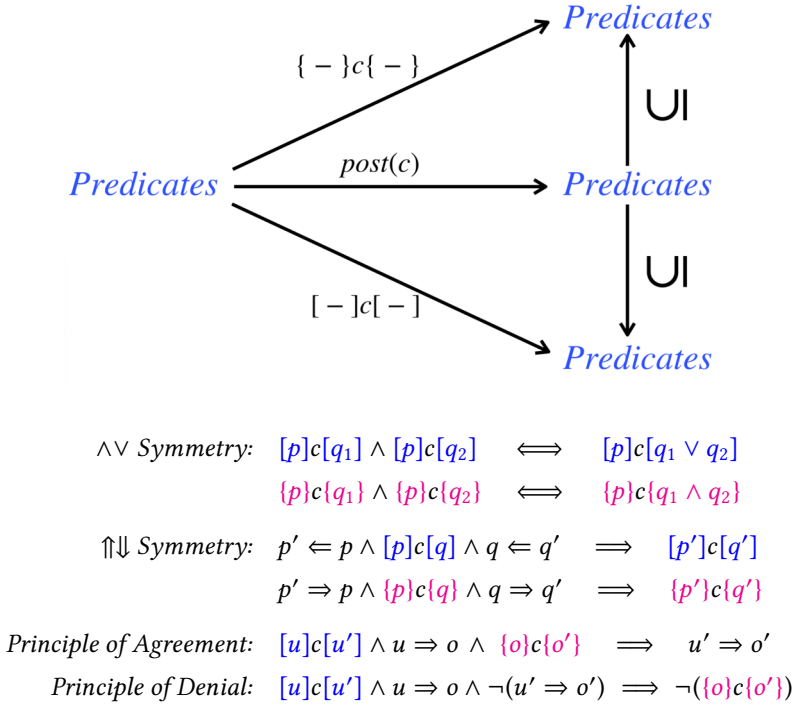 Predicates
{ − }c{ − }
∪|
post(c)
Predicates
Predicates
∪|
[ − ]c[ − ]
Predicates
∧∨ Symmetry: [p]c[q₁] ∧ [p]c[q₂] ⟺ [p]c[q₁ ∨ q₂]
{p}c{q₁} ∧ {p}c{q₂} ⟺ {p}c{q₁ ∧ q₂}
⇑⇓ Symmetry: p′ ⇐ p ∧ [p]c[q] ∧ q ⇐ q′ ⟹ [p′]c[q′]
p′ ⇒ p ∧ {p}c{q} ∧ q ⇒ q′ ⟹ {p′}c{q′}
Principle of Agreement: [u]c[u′] ∧ u ⇒ o ∧ {o}c{o′} ⟹ u′ ⇒ o′
Principle of Denial: [u]c[u′] ∧ u ⇒ o ∧ ¬(u′ ⇒ o′) ⟹ ¬({o}c{o′})